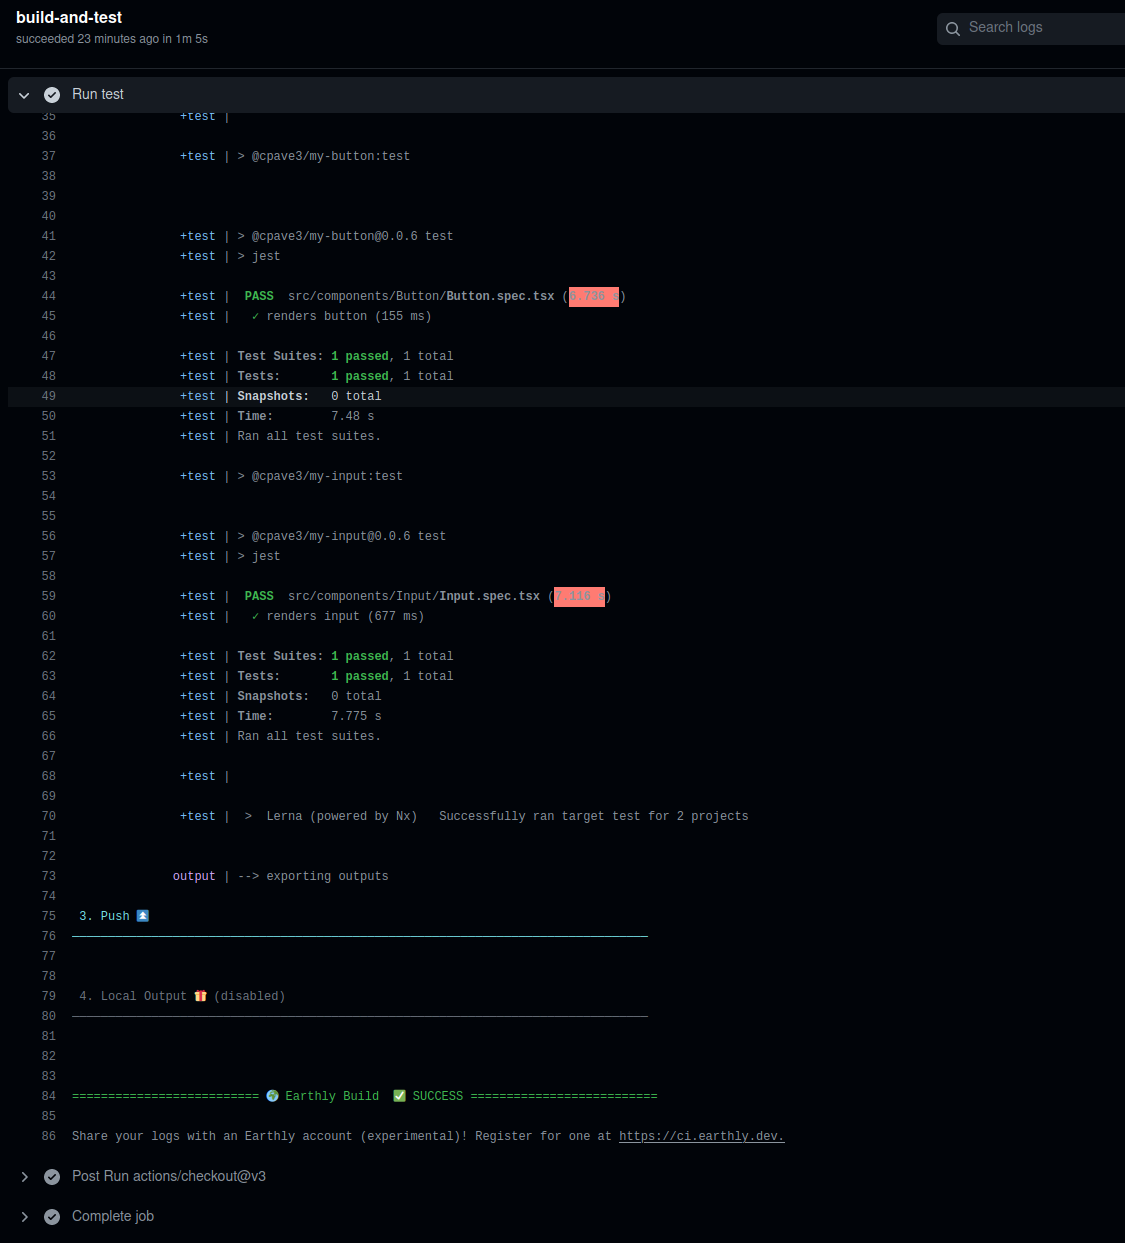 build-and-test
succeeded 23 minutes ago in 1m 5s
Search logs
Run test
35 +test |
36
37 +test | > @cpave3/my-button:test
38
39
40
41 +test | > @cpave3/my-button@0.0.6 test
42 +test | > jest
43
44 +test | PASS src/components/Button/Button.spec.tsx (6.736 s)
45 +test | ✓ renders button (155 ms)
46
47 +test | Test Suites: 1 passed, 1 total
48 +test | Tests: 1 passed, 1 total
49 +test | Snapshots: 0 total
50 +test | Time: 7.48 s
51 +test | Ran all test suites.
52
53 +test | > @cpave3/my-input:test
54
55
56 +test | > @cpave3/my-input@0.0.6 test
57 +test | > jest
58
59 +test | PASS src/components/Input/Input.spec.tsx (7.116 s)
60 +test | ✓ renders input (677 ms)
61
62 +test | Test Suites: 1 passed, 1 total
63 +test | Tests: 1 passed, 1 total
64 +test | Snapshots: 0 total
65 +test | Time: 7.775 s
66 +test | Ran all test suites.
67
68 +test |
69
70 +test | > Lerna (powered by Nx) Successfully ran target test for 2 projects
71
72
73 output | --> exporting outputs
74
75 3. Push ⏫
76 ————————————————————————————————————————————————————————————————————————————————
77
78
79 4. Local Output 🎁 (disabled)
80 ————————————————————————————————————————————————————————————————————————————————
81
82
83
84 ========================== 🌍 Earthly Build ✅ SUCCESS ==========================
85
86 Share your logs with an Earthly account (experimental)! Register for one at https://ci.earthly.dev.
Post Run actions/checkout@v3
Complete job